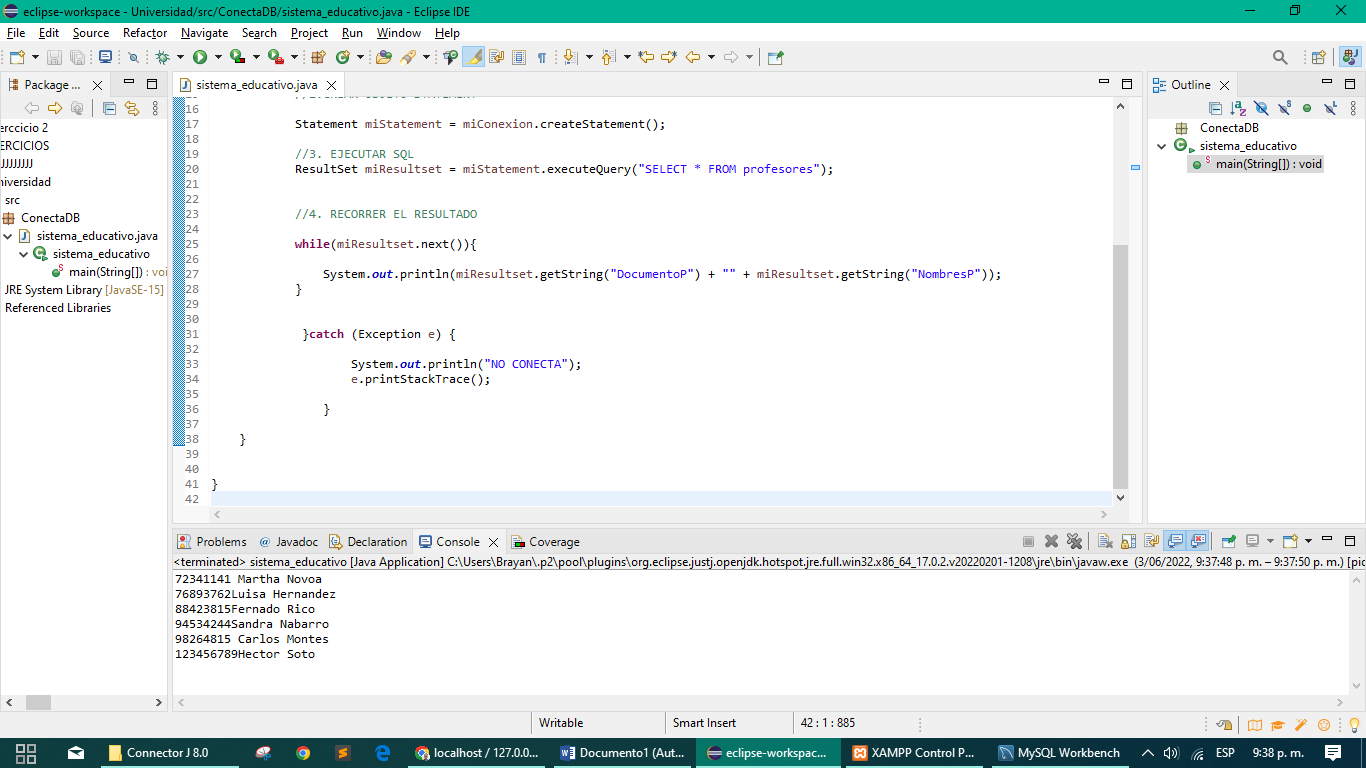 eclipse-workspace - Universidad/src/ConectaDB/sistema_educativo.java - Eclipse IDE
File Edit Source Refactor Navigate Search Project Run Window Help
Package ...
erccicio 2
ERCICIOS
JJJJJJJJ
niversidad
src
ConectaDB
sistema_educativo.java
sistema_educativo
main(String[]) : voi
JRE System Library [JavaSE-15]
Referenced Libraries
sistema_educativo.java
16
17 Statement miStatement = miConexion.createStatement();
18
19 //3. EJECUTAR SQL
20 ResultSet miResultset = miStatement.executeQuery("SELECT * FROM profesores");
21
22
23 //4. RECORRER EL RESULTADO
24
25 while(miResultset.next()){
26
27 System.out.println(miResultset.getString("DocumentoP") + "" + miResultset.getString("NombresP"));
28 }
29
30
31 }catch (Exception e) {
32
33 System.out.println("NO CONECTA");
34 e.printStackTrace();
35
36 }
37
38 }
39
40
41 }
42
Outline
ConectaDB
sistema_educativo
main(String[]) : void
Problems Javadoc Declaration Console Coverage
<terminated> sistema_educativo [Java Application] C:\Users\Brayan\.p2\pool\plugins\org.eclipse.justj.openjdk.hotspot.jre.full.win32.x86_64_17.0.2.v20220201-1208\jre\bin\javaw.exe (3/06/2022, 9:37:48 p. m. – 9:37:50 p. m.) [pid
72341141 Martha Novoa
76893762Luisa Hernandez
88423815Fernado Rico
94534244Sandra Nabarro
98264815 Carlos Montes
123456789Hector Soto
Writable Smart Insert 42 : 1 : 885
Connector J 8.0 localhost / 127.0.0... Documento1 (Aut... eclipse-workspac... XAMPP Control P... MySQL Workbench ESP 9:38 p. m.